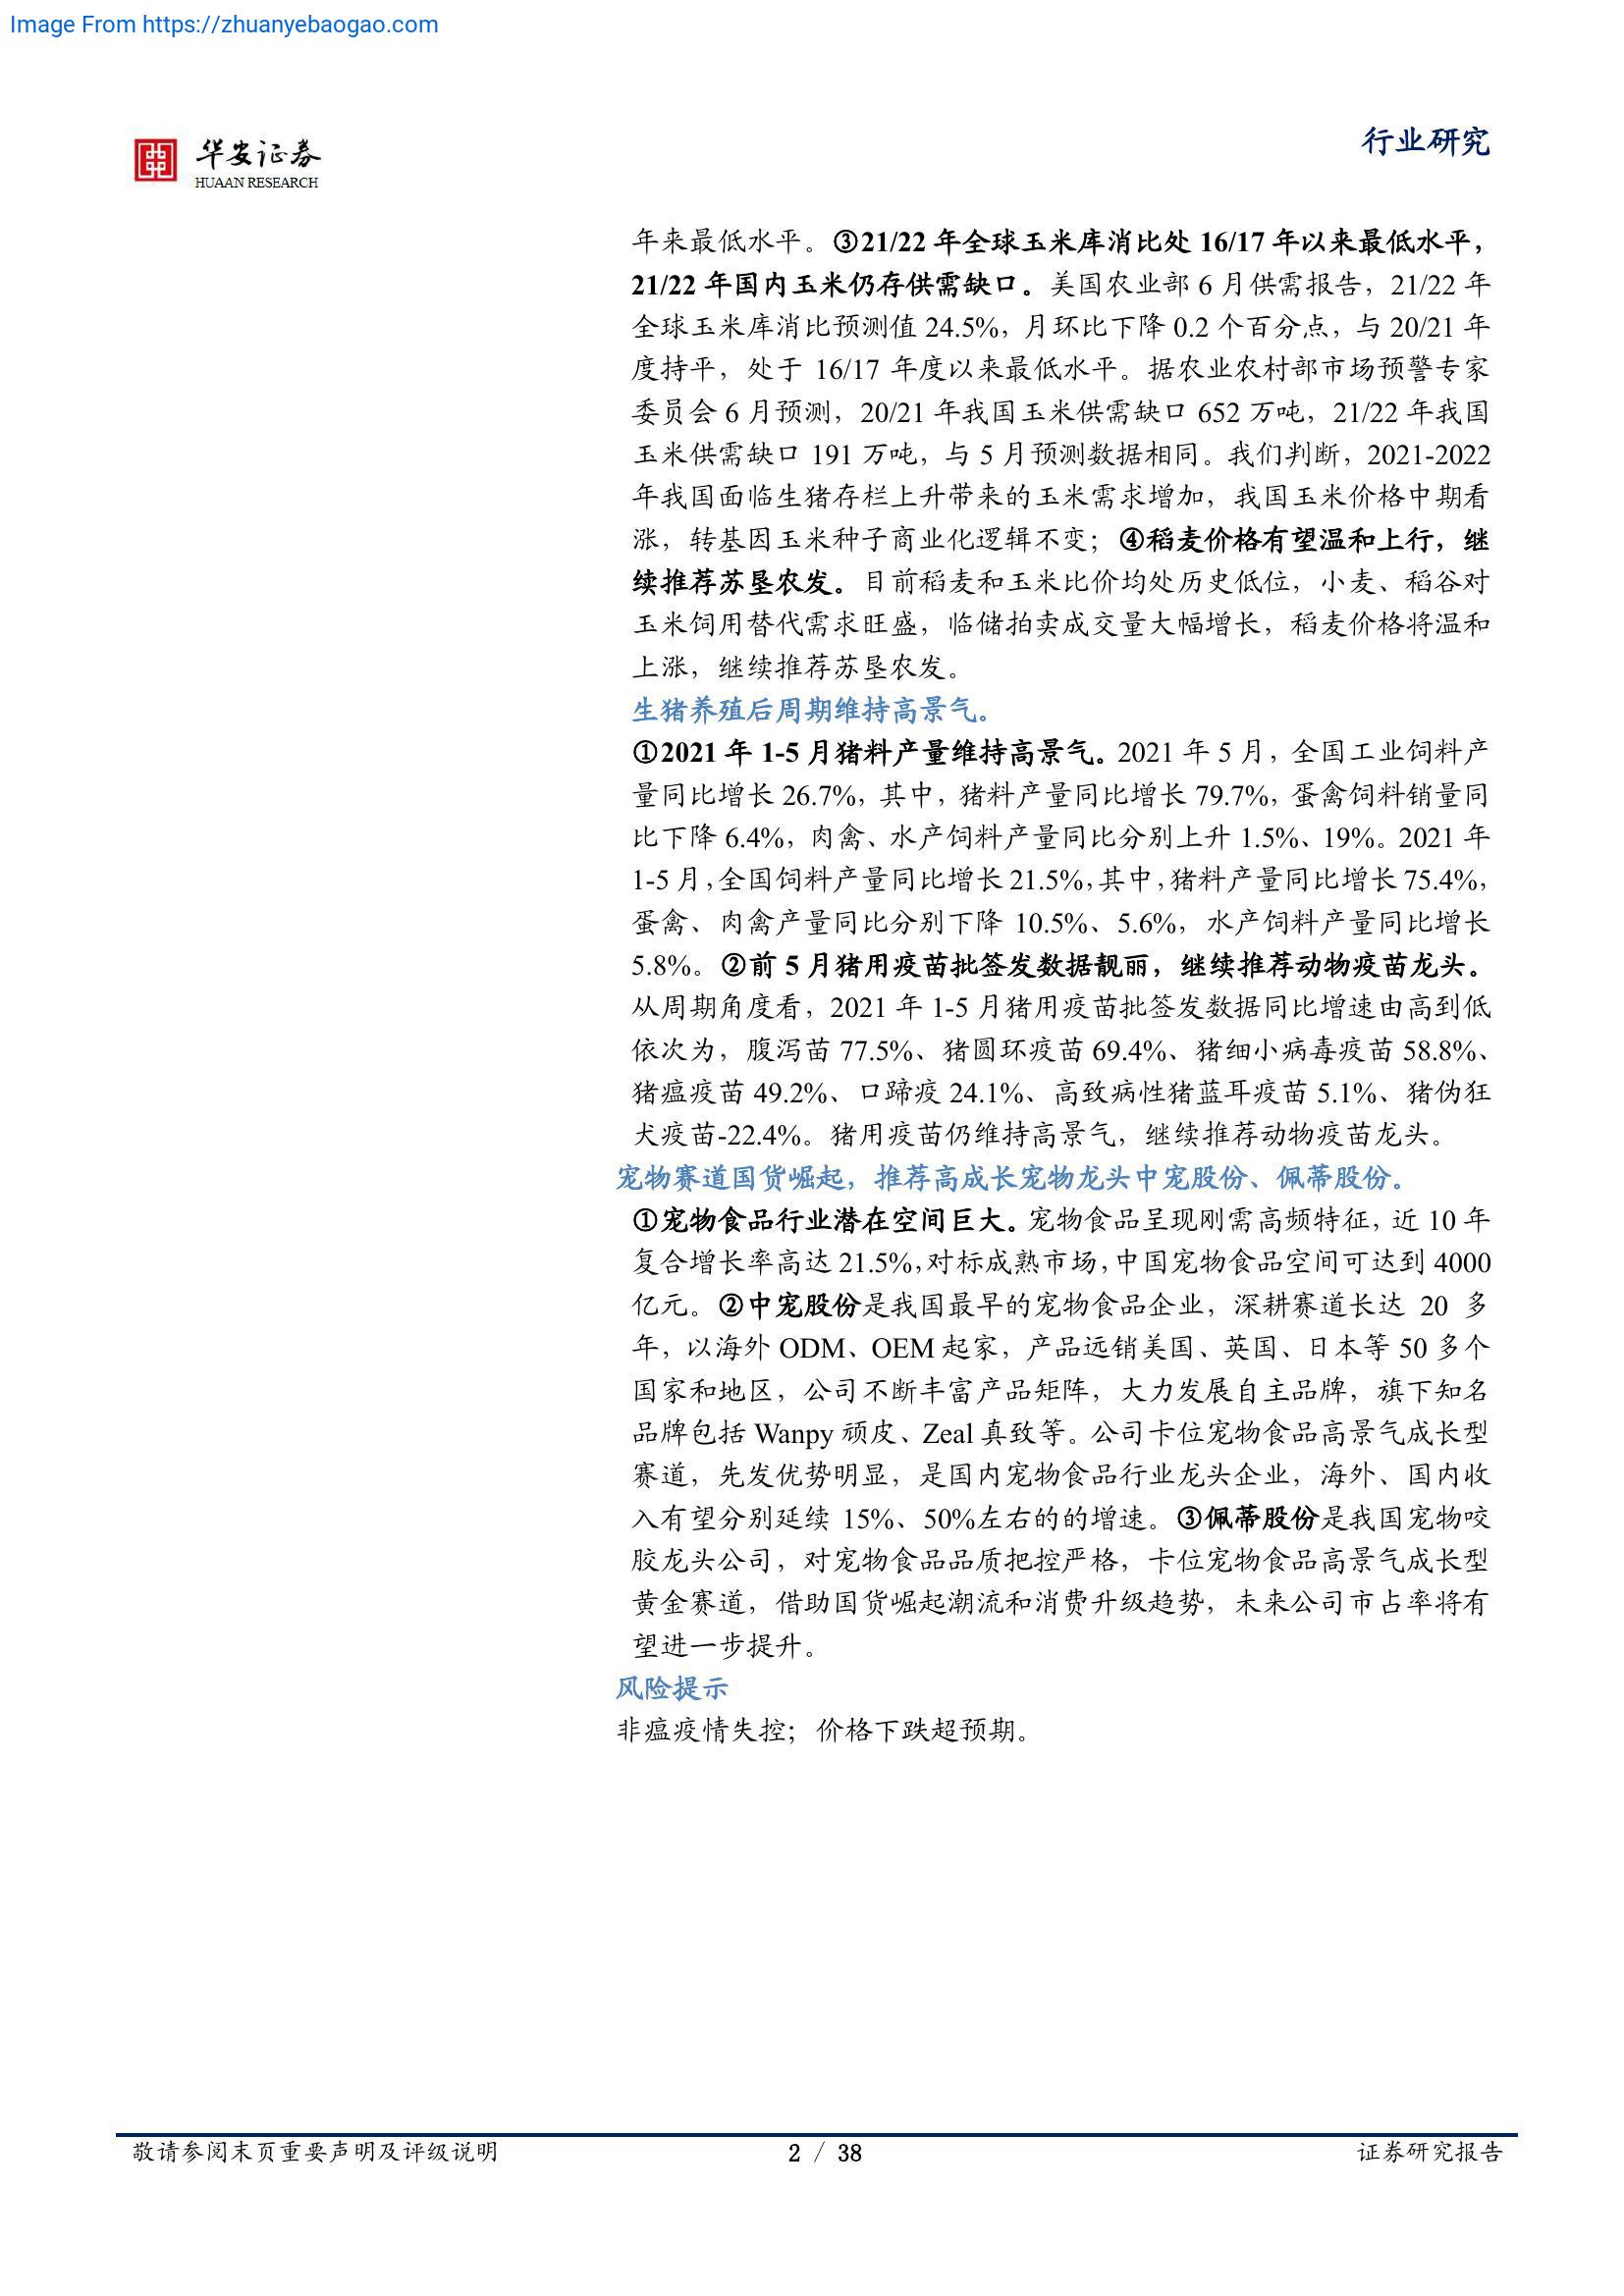 Image From https://zhuanyebaogao.com
华安证券
HUAAN RESEARCH
行业研究
年来最低水平。③21/22 年全球玉米库消比处 16/17 年以来最低水平，
21/22 年国内玉米仍存供需缺口。美国农业部 6 月供需报告，21/22 年
全球玉米库消比预测值 24.5%，月环比下降 0.2 个百分点，与 20/21 年
度持平，处于 16/17 年度以来最低水平。据农业农村部市场预警专家
委员会 6 月预测，20/21 年我国玉米供需缺口 652 万吨，21/22 年我国
玉米供需缺口 191 万吨，与 5 月预测数据相同。我们判断，2021-2022
年我国面临生猪存栏上升带来的玉米需求增加，我国玉米价格中期看
涨，转基因玉米种子商业化逻辑不变；④稻麦价格有望温和上行，继
续推荐苏垦农发。目前稻麦和玉米比价均处历史低位，小麦、稻谷对
玉米饲用替代需求旺盛，临储拍卖成交量大幅增长，稻麦价格将温和
上涨，继续推荐苏垦农发。
生猪养殖后周期维持高景气。
①2021 年 1-5 月猪料产量维持高景气。2021 年 5 月，全国工业饲料产
量同比增长 26.7%，其中，猪料产量同比增长 79.7%，蛋禽饲料销量同
比下降 6.4%，肉禽、水产饲料产量同比分别上升 1.5%、19%。2021 年
1-5 月，全国饲料产量同比增长 21.5%，其中，猪料产量同比增长 75.4%，
蛋禽、肉禽产量同比分别下降 10.5%、5.6%，水产饲料产量同比增长
5.8%。②前 5 月猪用疫苗批签发数据靓丽，继续推荐动物疫苗龙头。
从周期角度看，2021 年 1-5 月猪用疫苗批签发数据同比增速由高到低
依次为，腹泻苗 77.5%、猪圆环疫苗 69.4%、猪细小病毒疫苗 58.8%、
猪瘟疫苗 49.2%、口蹄疫 24.1%、高致病性猪蓝耳疫苗 5.1%、猪伪狂
犬疫苗-22.4%。猪用疫苗仍维持高景气，继续推荐动物疫苗龙头。
宠物赛道国货崛起，推荐高成长宠物龙头中宠股份、佩蒂股份。
①宠物食品行业潜在空间巨大。宠物食品呈现刚需高频特征，近 10 年
复合增长率高达 21.5%，对标成熟市场，中国宠物食品空间可达到 4000
亿元。②中宠股份是我国最早的宠物食品企业，深耕赛道长达 20 多
年，以海外 ODM、OEM 起家，产品远销美国、英国、日本等 50 多个
国家和地区，公司不断丰富产品矩阵，大力发展自主品牌，旗下知名
品牌包括 Wanpy 顽皮、Zeal 真致等。公司卡位宠物食品高景气成长型
赛道，先发优势明显，是国内宠物食品行业龙头企业，海外、国内收
入有望分别延续 15%、50%左右的的增速。③佩蒂股份是我国宠物咬
胶龙头公司，对宠物食品品质把控严格，卡位宠物食品高景气成长型
黄金赛道，借助国货崛起潮流和消费升级趋势，未来公司市占率将有
望进一步提升。
风险提示
非瘟疫情失控；价格下跌超预期。
敬请参阅末页重要声明及评级说明
2 / 38
证券研究报告